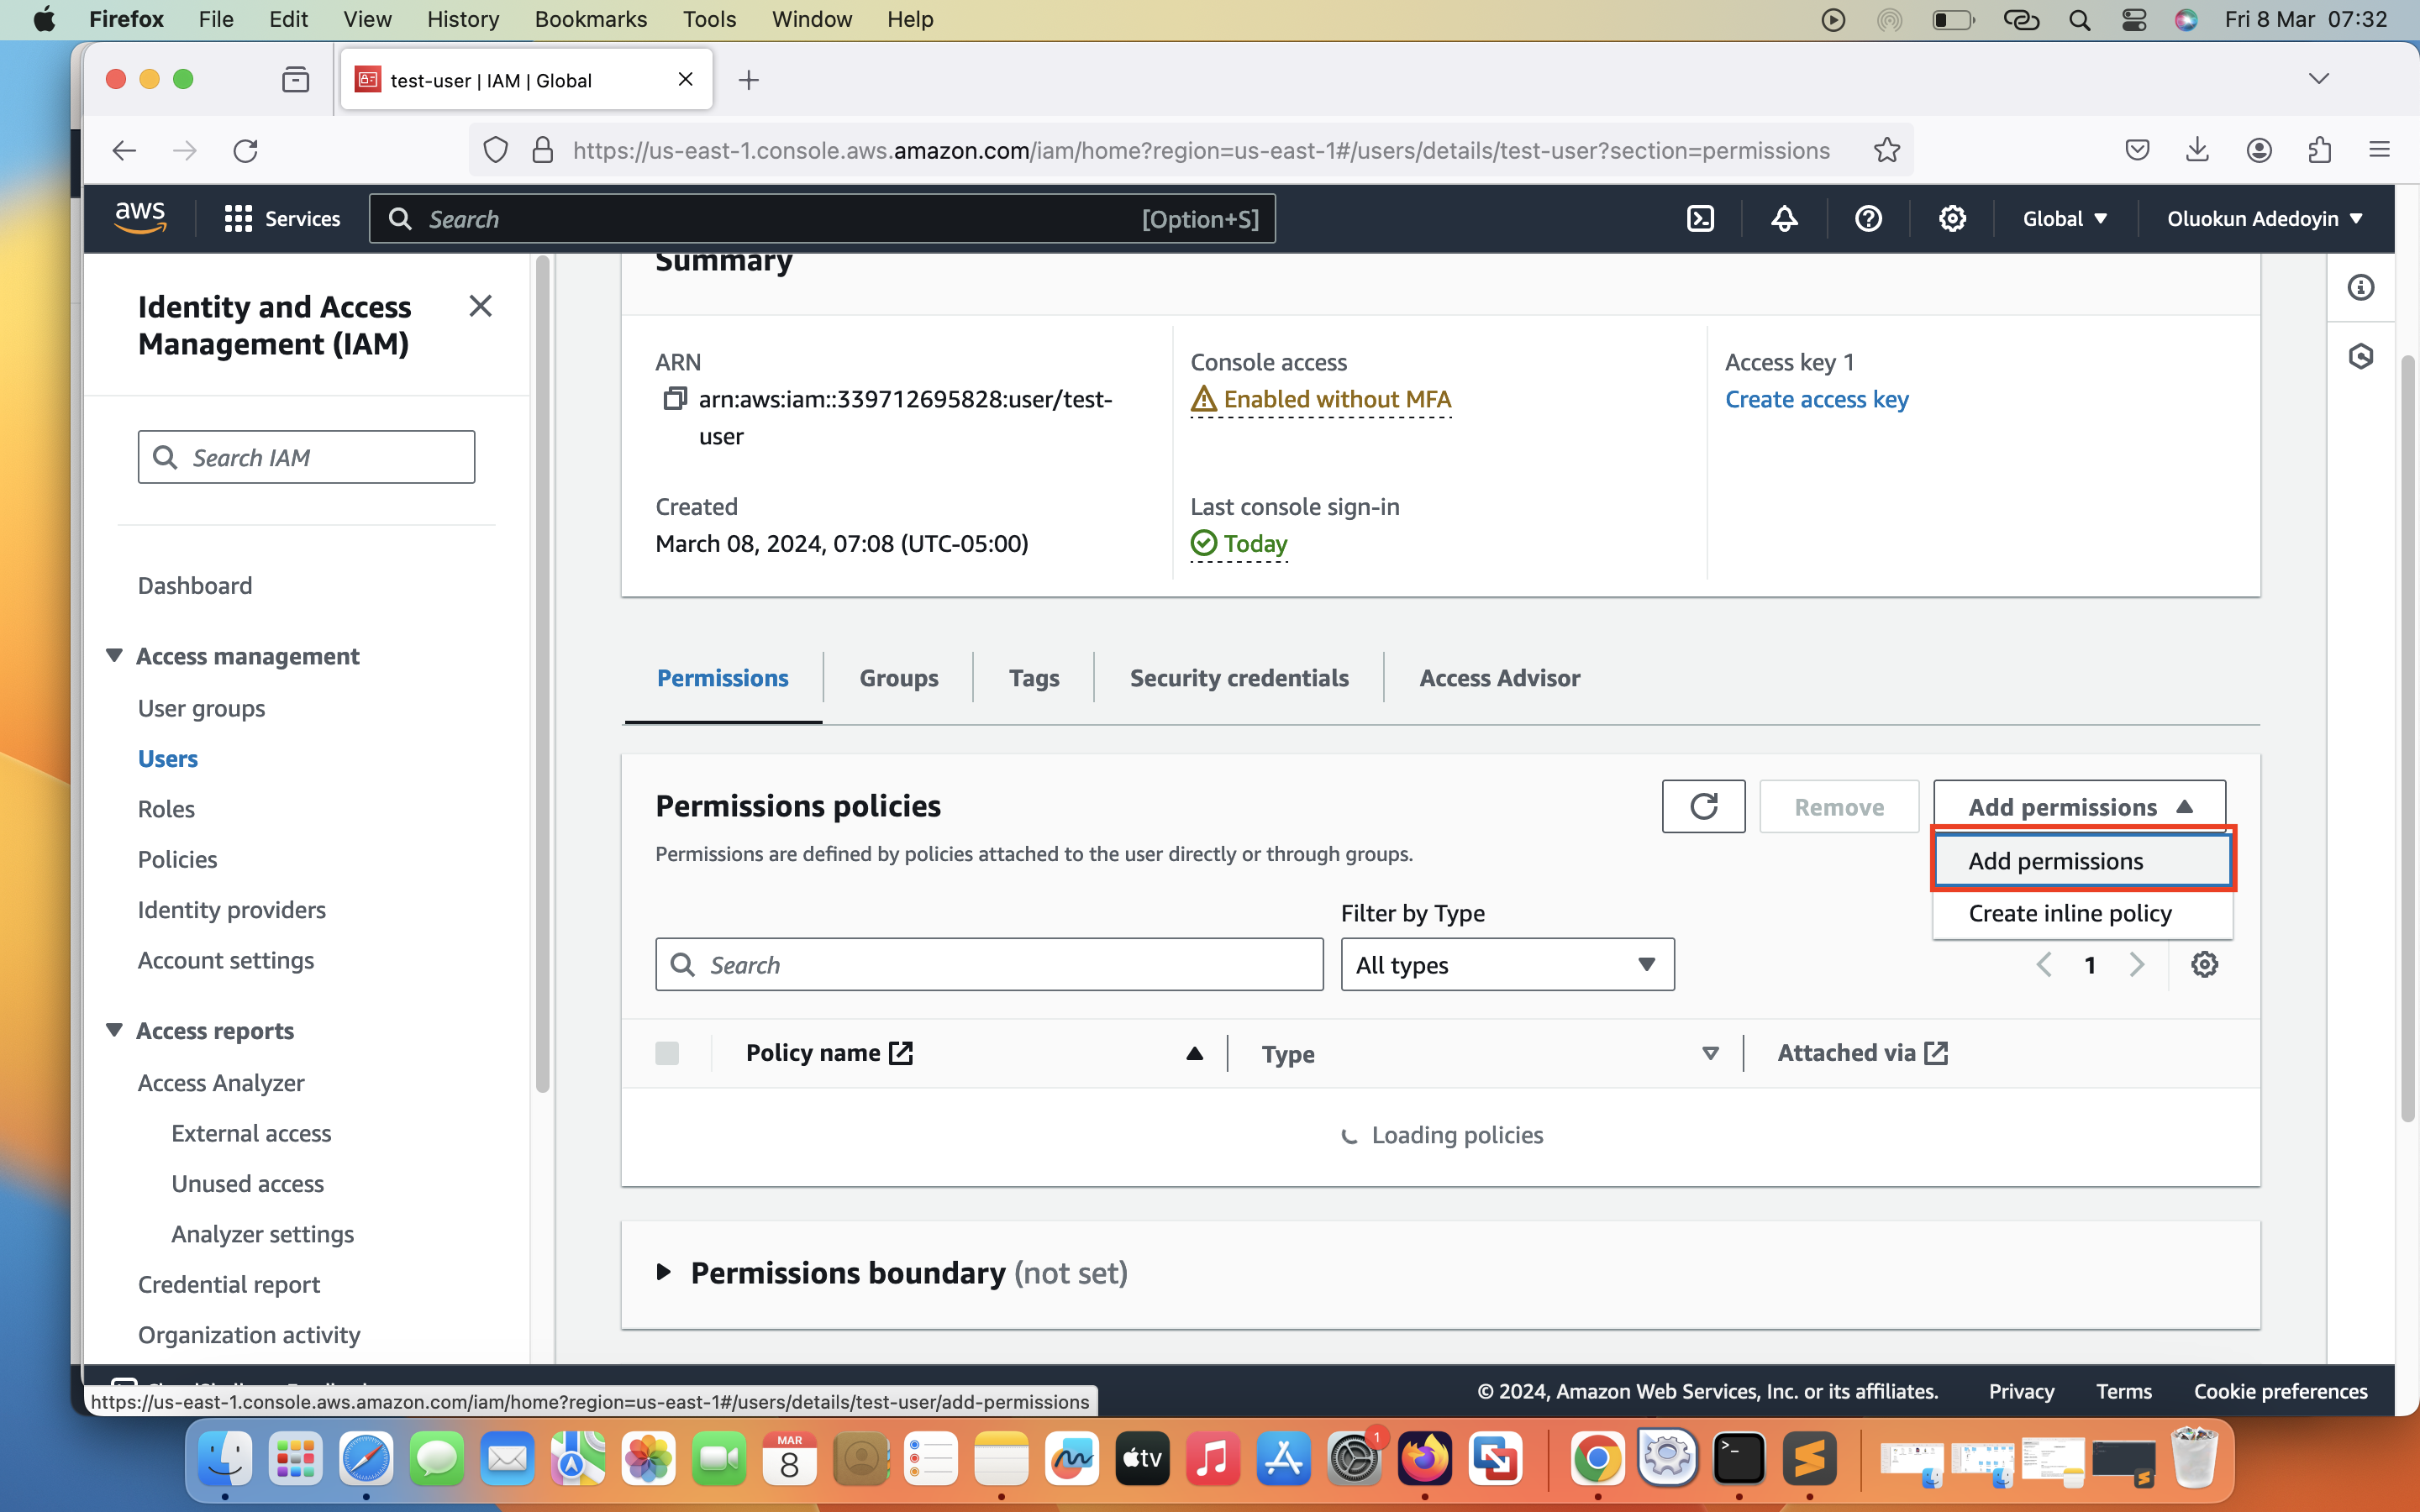 Firefox File Edit View History Bookmarks Tools Window Help Fri 8 Mar 07:32
test-user | IAM | Global
https://us-east-1.console.aws.amazon.com/iam/home?region=us-east-1#/users/details/test-user?section=permissions
aws Services Search [Option+S] Global Oluokun Adedoyin
Identity and Access
Management (IAM)
Search IAM
Dashboard
Access management
User groups
Users
Roles
Policies
Identity providers
Account settings
Access reports
Access Analyzer
External access
Unused access
Analyzer settings
Credential report
Organization activity
Summary
ARN
arn:aws:iam::339712695828:user/test-
user
Console access
Enabled without MFA
Access key 1
Create access key
Created
March 08, 2024, 07:08 (UTC-05:00)
Last console sign-in
Today
Permissions Groups Tags Security credentials Access Advisor
Permissions policies
Remove Add permissions
Permissions are defined by policies attached to the user directly or through groups.
Add permissions
Create inline policy
Filter by Type
Search All types 1
Policy name Type Attached via
Loading policies
Permissions boundary (not set)
© 2024, Amazon Web Services, Inc. or its affiliates. Privacy Terms Cookie preferences
https://us-east-1.console.aws.amazon.com/iam/home?region=us-east-1#/users/details/test-user/add-permissions
MAR
8
tv
1